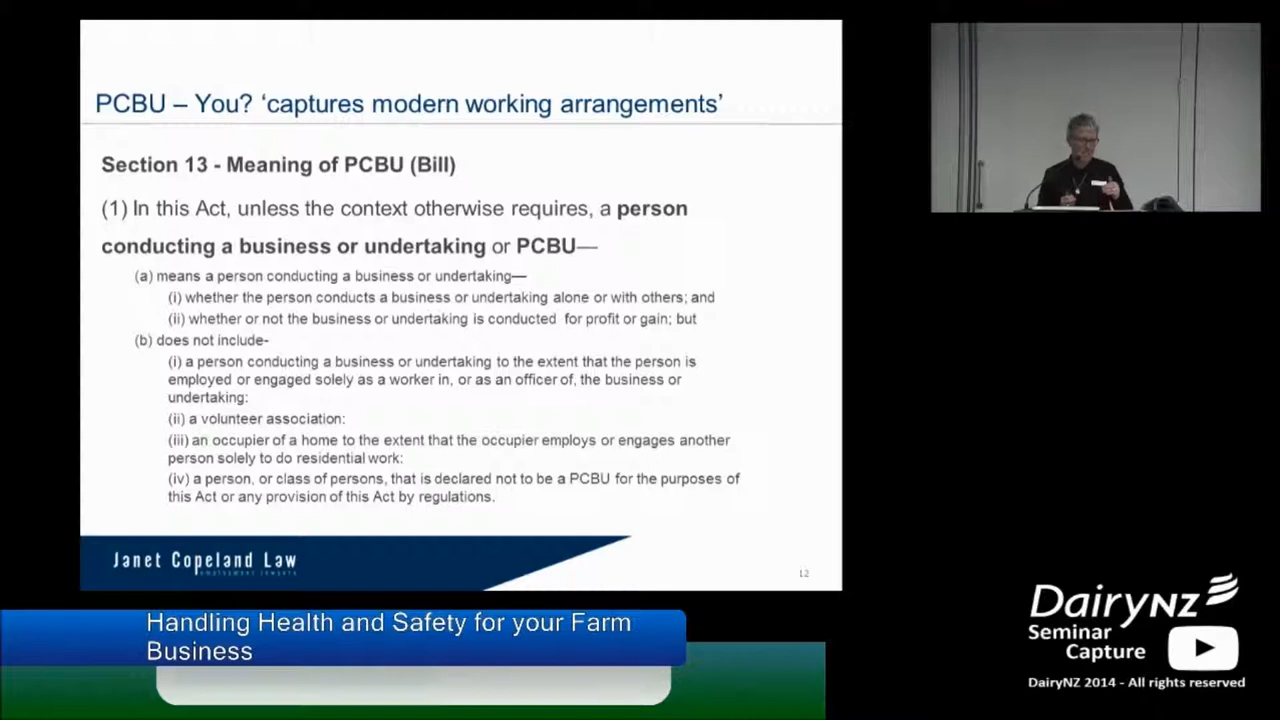 PCBU – You? ‘captures modern working arrangements’
Section 13 - Meaning of PCBU (Bill)
(1) In this Act, unless the context otherwise requires, a person
conducting a business or undertaking or PCBU—
(a) means a person conducting a business or undertaking—
(i) whether the person conducts a business or undertaking alone or with others; and
(ii) whether or not the business or undertaking is conducted for profit or gain; but
(b) does not include-
(i) a person conducting a business or undertaking to the extent that the person is
employed or engaged solely as a worker in, or as an officer of, the business or
undertaking:
(ii) a volunteer association:
(iii) an occupier of a home to the extent that the occupier employs or engages another
person solely to do residential work:
(iv) a person, or class of persons, that is declared not to be a PCBU for the purposes of
this Act or any provision of this Act by regulations.
Janet Copeland Law
employment lawyers
12
Handling Health and Safety for your Farm
Business
DairyNZ
Seminar
Capture
DairyNZ 2014 - All rights reserved